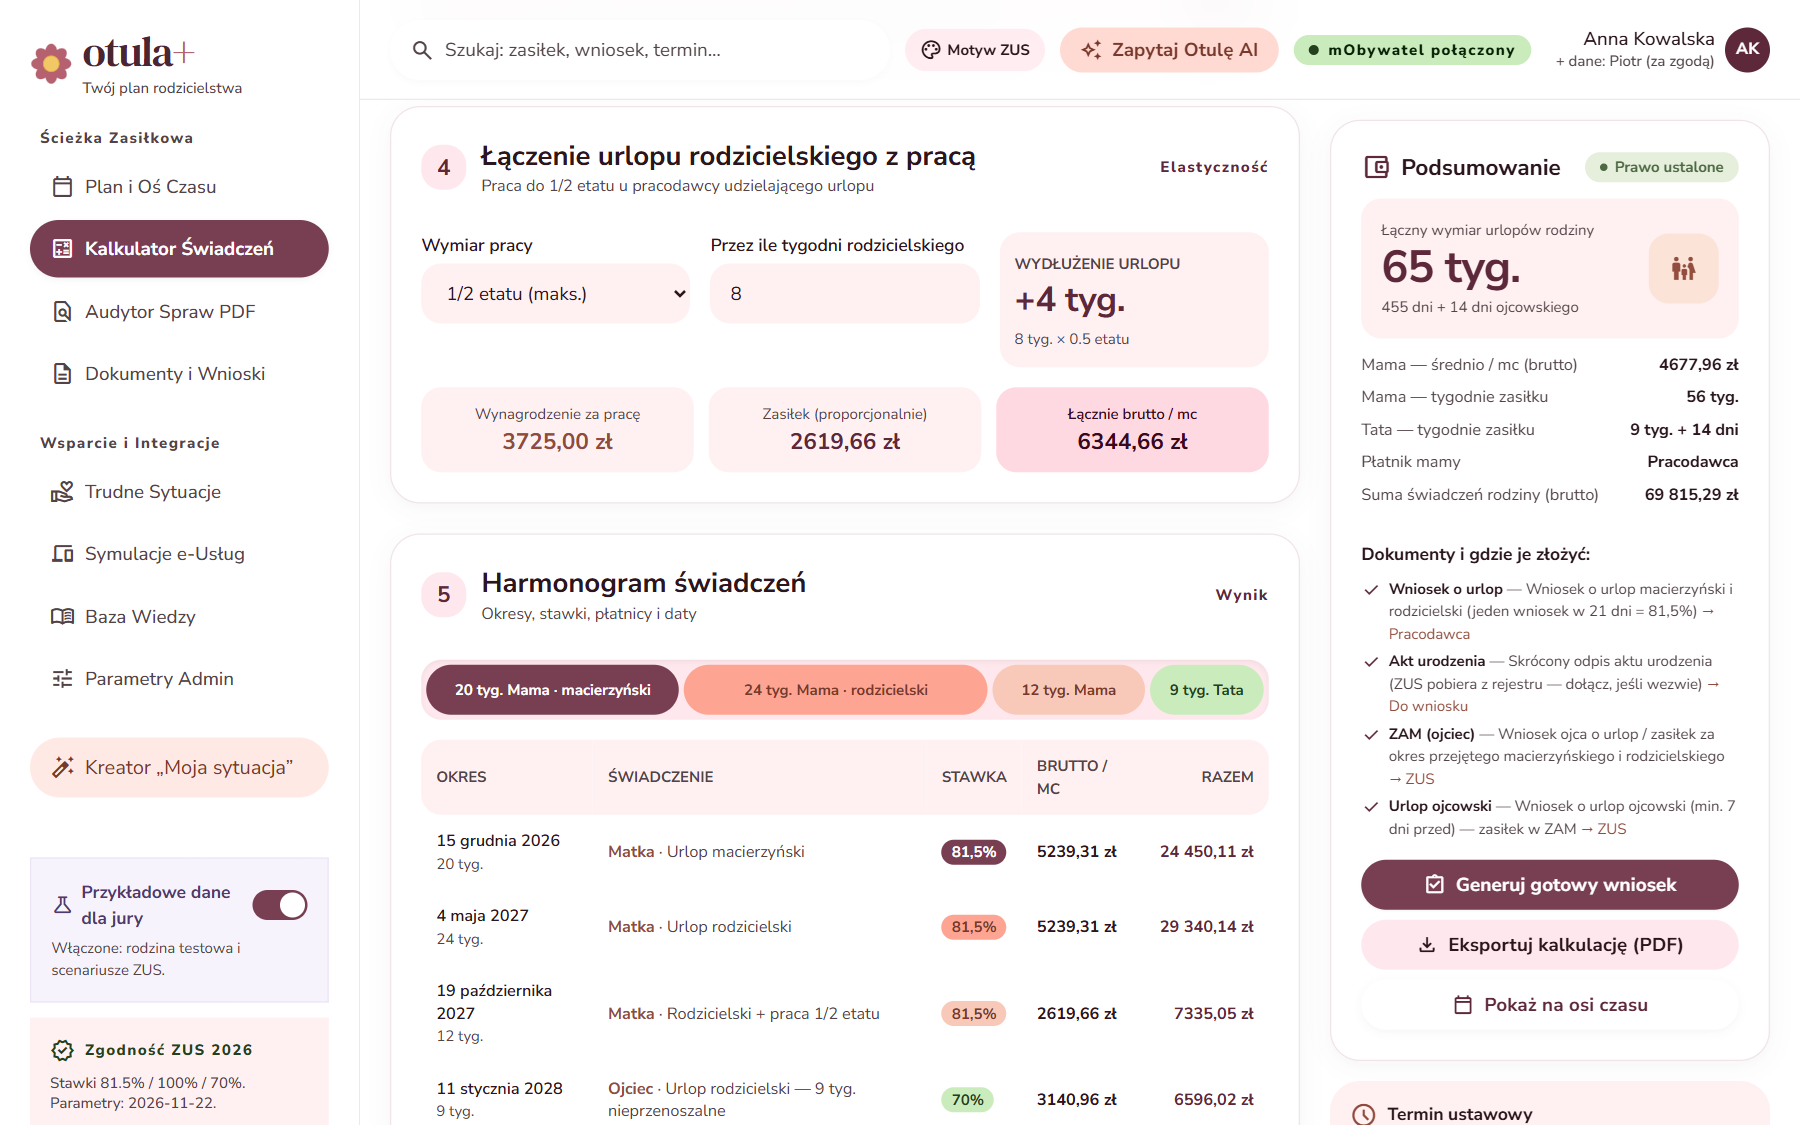 otula+
Twój plan rodzicielstwa
Ścieżka Zasiłkowa
Plan i Oś Czasu
Kalkulator Świadczeń
Audytor Spraw PDF
Dokumenty i Wnioski
Wsparcie i Integracje
Trudne Sytuacje
Symulacje e-Usług
Baza Wiedzy
Parametry Admin
Kreator „Moja sytuacja”
Przykładowe dane
dla jury
Włączone: rodzina testowa i
scenariusze ZUS.
Zgodność ZUS 2026
Stawki 81.5% / 100% / 70%.
Parametry: 2026-11-22.
Szukaj: zasiłek, wniosek, termin...
Motyw ZUS
Zapytaj Otulę AI
mObywatel połączony
Anna Kowalska
+ dane: Piotr (za zgodą)
AK
4
Łączenie urlopu rodzicielskiego z pracą
Praca do 1/2 etatu u pracodawcy udzielającego urlopu
Elastyczność
Wymiar pracy
1/2 etatu (maks.)
Przez ile tygodni rodzicielskiego
8
WYDŁUŻENIE URLOPU
+4 tyg.
8 tyg. × 0.5 etatu
Wynagrodzenie za pracę
3725,00 zł
Zasiłek (proporcjonalnie)
2619,66 zł
Łącznie brutto / mc
6344,66 zł
5
Harmonogram świadczeń
Okresy, stawki, płatnicy i daty
Wynik
20 tyg. Mama · macierzyński
24 tyg. Mama · rodzicielski
12 tyg. Mama
9 tyg. Tata
OKRES ŚWIADCZENIE STAWKA BRUTTO / MC RAZEM
15 grudnia 2026
20 tyg.
Matka · Urlop macierzyński 81,5% 5239,31 zł 24 450,11 zł
4 maja 2027
24 tyg.
Matka · Urlop rodzicielski 81,5% 5239,31 zł 29 340,14 zł
19 października
2027
12 tyg.
Matka · Rodzicielski + praca 1/2 etatu 81,5% 2619,66 zł 7335,05 zł
11 stycznia 2028
9 tyg.
Ojciec · Urlop rodzicielski — 9 tyg.
nieprzenoszalne
70% 3140,96 zł 6596,02 zł
Podsumowanie
Prawo ustalone
Łączny wymiar urlopów rodziny
65 tyg.
455 dni + 14 dni ojcowskiego
Mama — średnio / mc (brutto) 4677,96 zł
Mama — tygodnie zasiłku 56 tyg.
Tata — tygodnie zasiłku 9 tyg. + 14 dni
Płatnik mamy Pracodawca
Suma świadczeń rodziny (brutto) 69 815,29 zł
Dokumenty i gdzie je złożyć:
Wniosek o urlop — Wniosek o urlop macierzyński i
rodzicielski (jeden wniosek w 21 dni = 81,5%) →
Pracodawca
Akt urodzenia — Skrócony odpis aktu urodzenia
(ZUS pobiera z rejestru — dołącz, jeśli wezwie) →
Do wniosku
ZAM (ojciec) — Wniosek ojca o urlop / zasiłek za
okres przejętego macierzyńskiego i rodzicielskiego
→ ZUS
Urlop ojcowski — Wniosek o urlop ojcowski (min. 7
dni przed) — zasiłek w ZAM → ZUS
Generuj gotowy wniosek
Eksportuj kalkulację (PDF)
Pokaż na osi czasu
Termin ustawowy